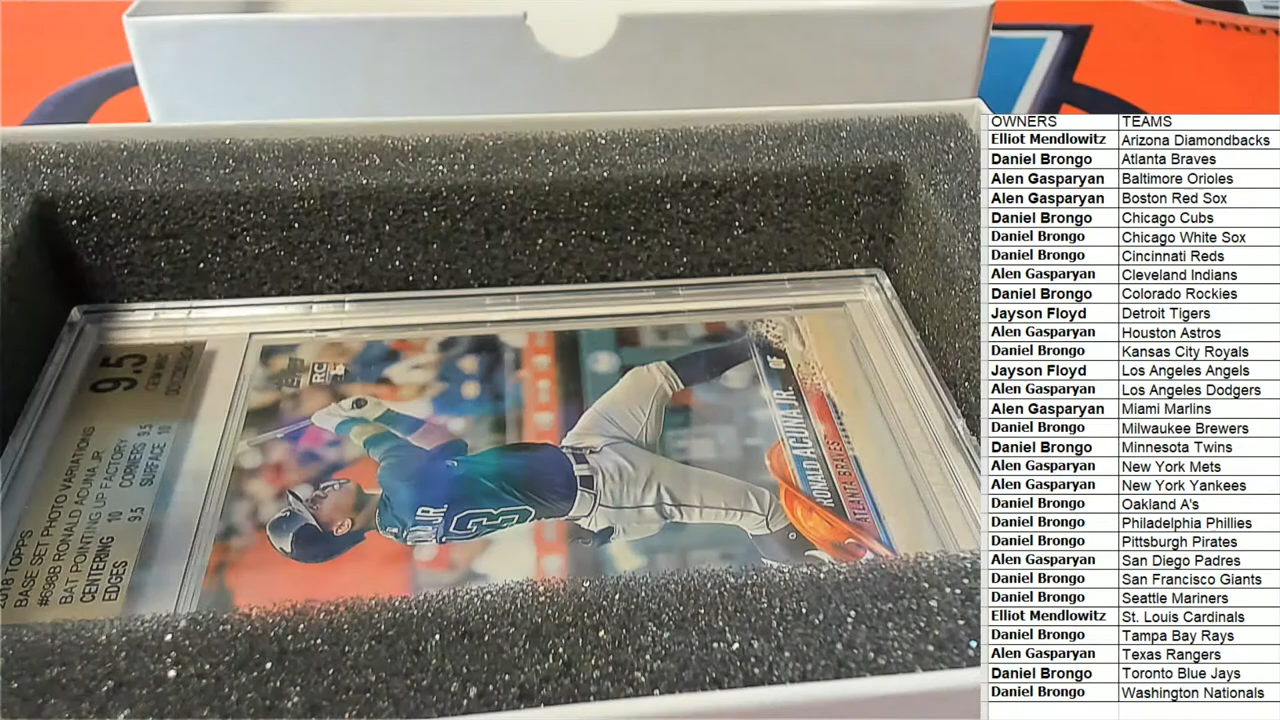 OWNERS TEAMS
Elliot Mendlowitz Arizona Diamondbacks
Daniel Brongo Atlanta Braves
Alen Gasparyan Baltimore Orioles
Alen Gasparyan Boston Red Sox
Daniel Brongo Chicago Cubs
Daniel Brongo Chicago White Sox
Daniel Brongo Cincinnati Reds
Alen Gasparyan Cleveland Indians
Daniel Brongo Colorado Rockies
Jayson Floyd Detroit Tigers
Alen Gasparyan Houston Astros
Daniel Brongo Kansas City Royals
Jayson Floyd Los Angeles Angels
Alen Gasparyan Los Angeles Dodgers
Alen Gasparyan Miami Marlins
Daniel Brongo Milwaukee Brewers
Daniel Brongo Minnesota Twins
Alen Gasparyan New York Mets
Alen Gasparyan New York Yankees
Daniel Brongo Oakland A's
Daniel Brongo Philadelphia Phillies
Daniel Brongo Pittsburgh Pirates
Alen Gasparyan San Diego Padres
Daniel Brongo San Francisco Giants
Daniel Brongo Seattle Mariners
Elliot Mendlowitz St. Louis Cardinals
Daniel Brongo Tampa Bay Rays
Alen Gasparyan Texas Rangers
Daniel Brongo Toronto Blue Jays
Daniel Brongo Washington Nationals
2018 TOPPS
BASE SET PHOTO VARIATIONS
#698B RONALD ACUNA JR.
BAT POINTING UP FACTORY
CENTERING 10 CORNERS 9.5
EDGES 9.5 SURFACE 10
9.5
GEM MINT
RC
RONALD ACUÑA JR. OF
ATLANTA BRAVES
JR.
13